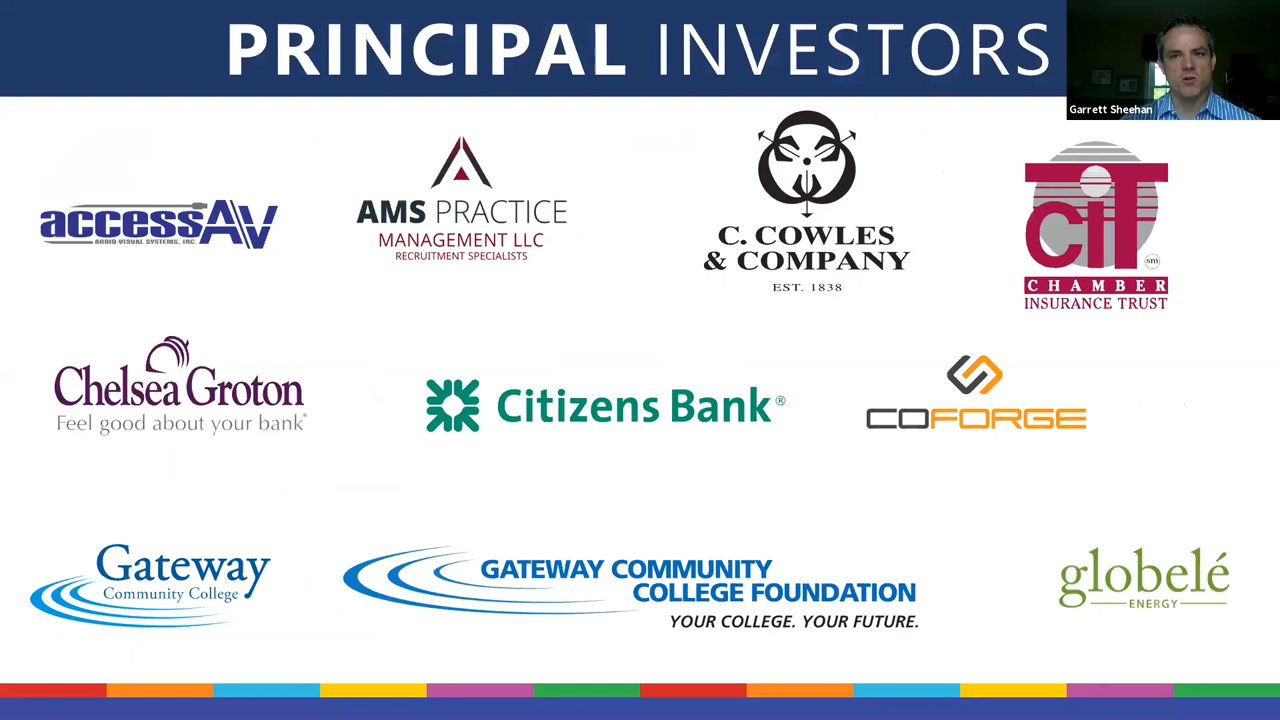 PRINCIPAL INVESTORS
Garrett Sheehan
accessAV
AUDIO-VISUAL SYSTEMS, INC.
AMS PRACTICE
MANAGEMENT LLC
RECRUITMENT SPECIALISTS
C. COWLES
& COMPANY
EST. 1838
CiT
sm
CHAMBER
INSURANCE TRUST
Chelsea Groton
Feel good about your bank®
Citizens Bank®
COFORGE
Gateway
Community College
GATEWAY COMMUNITY
COLLEGE FOUNDATION
YOUR COLLEGE. YOUR FUTURE.
globelé
ENERGY